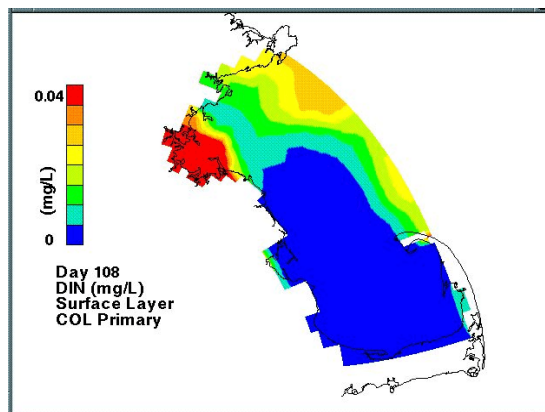 0.04
(mg/L)
0
Day 108
DIN (mg/L)
Surface Layer
COL Primary